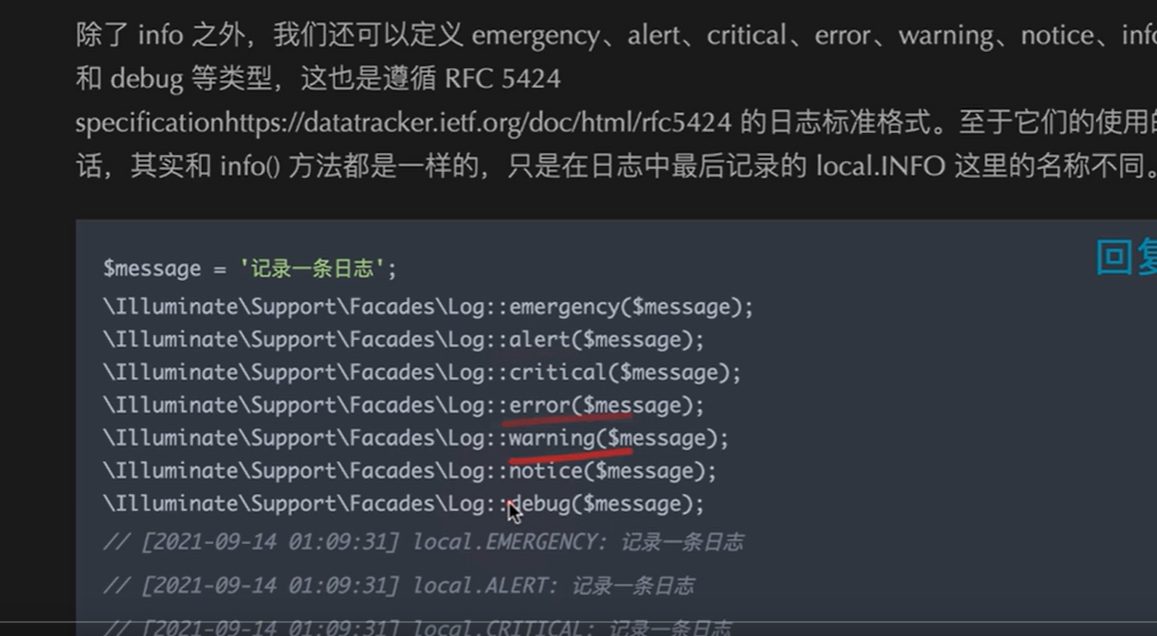 除了 info 之外，我们还可以定义 emergency、alert、critical、error、warning、notice、info
和 debug 等类型，这也是遵循 RFC 5424
specificationhttps://datatracker.ietf.org/doc/html/rfc5424 的日志标准格式。至于它们的使用的
话，其实和 info() 方法都是一样的，只是在日志中最后记录的 local.INFO 这里的名称不同。
回复
$message = '记录一条日志';
\Illuminate\Support\Facades\Log::emergency($message);
\Illuminate\Support\Facades\Log::alert($message);
\Illuminate\Support\Facades\Log::critical($message);
\Illuminate\Support\Facades\Log::error($message);
\Illuminate\Support\Facades\Log::warning($message);
\Illuminate\Support\Facades\Log::notice($message);
\Illuminate\Support\Facades\Log::debug($message);
// [2021-09-14 01:09:31] local.EMERGENCY: 记录一条日志
// [2021-09-14 01:09:31] local.ALERT: 记录一条日志
// [2021-09-14 01:09:31] local.CRITICAL: 记录一条日志